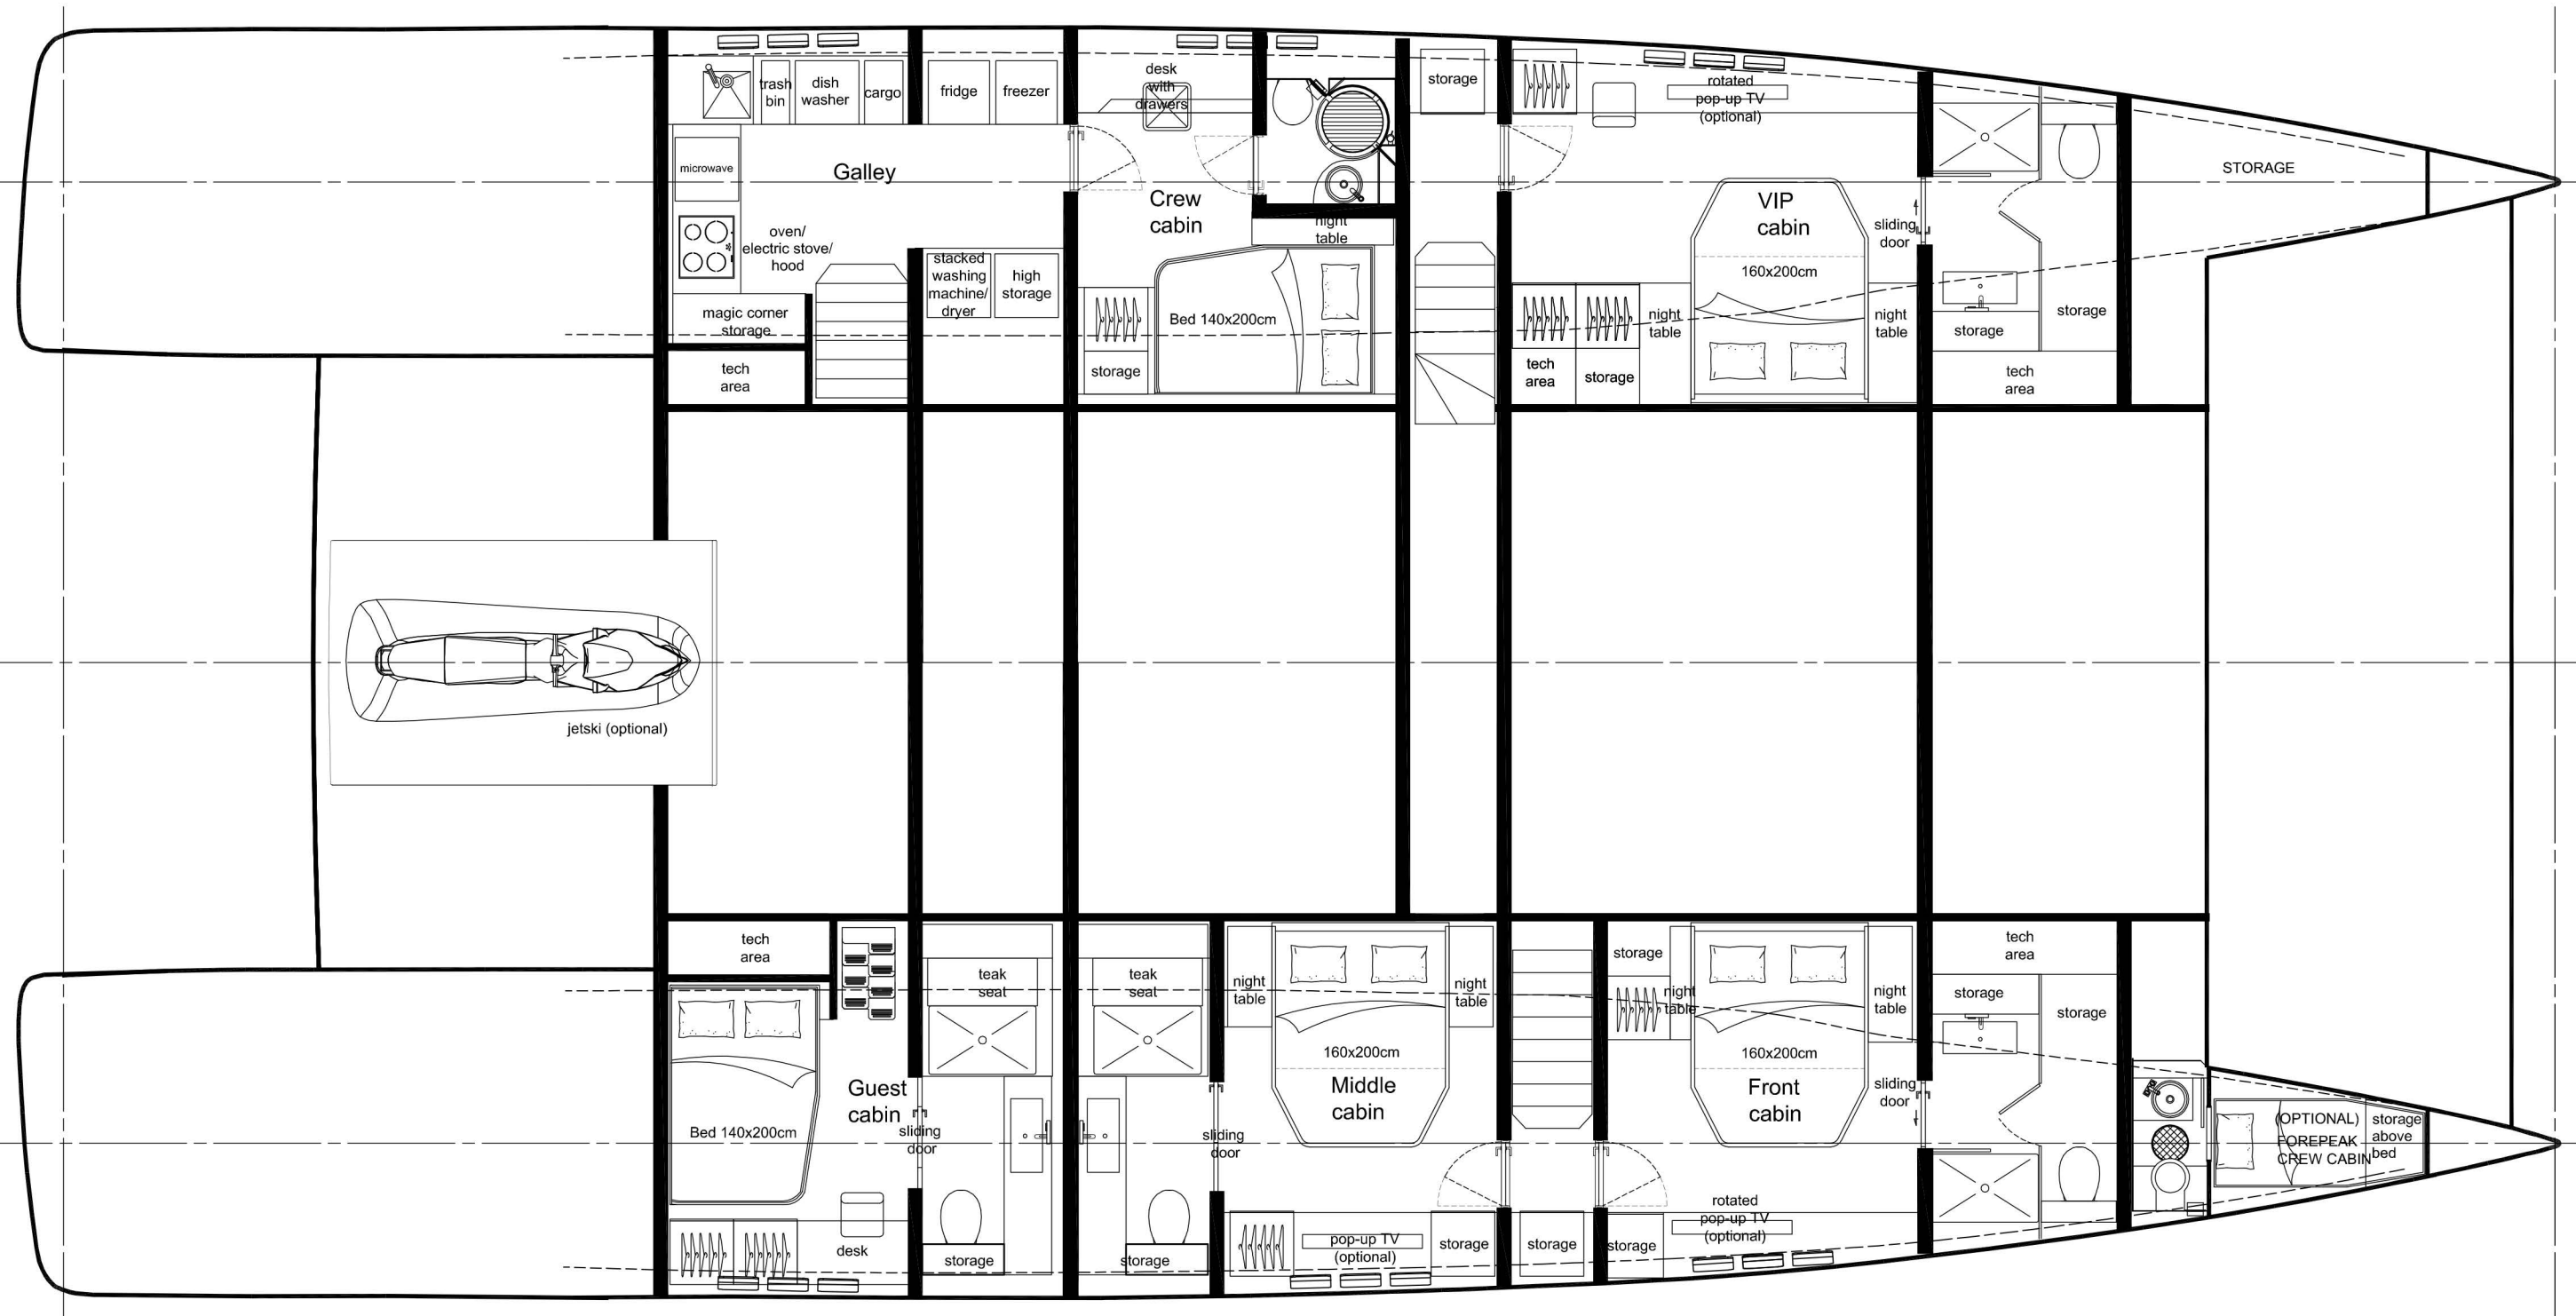 trash
bin
dish
washer
cargo
fridge
freezer
desk
with
drawers
storage
rotated
pop-up TV
(optional)
microwave
Galley
STORAGE
Crew
cabin
VIP
cabin
night
table
sliding
door
oven/
electric stove/
hood
stacked
washing
machine/
dryer
high
storage
160x200cm
magic corner
storage
Bed 140x200cm
night
table
night
table
storage
storage
tech
area
storage
tech
area
storage
tech
area
jetski (optional)
tech
area
teak
seat
teak
seat
night
table
night
table
storage
night
table
night
table
tech
area
storage
storage
160x200cm
160x200cm
Guest
cabin
Middle
cabin
Front
cabin
sliding
door
Bed 140x200cm
sliding
door
sliding
door
(OPTIONAL)
FOREPEAK
CREW CABIN
storage
above
bed
desk
storage
storage
pop-up TV
(optional)
storage
storage
storage
rotated
pop-up TV
(optional)